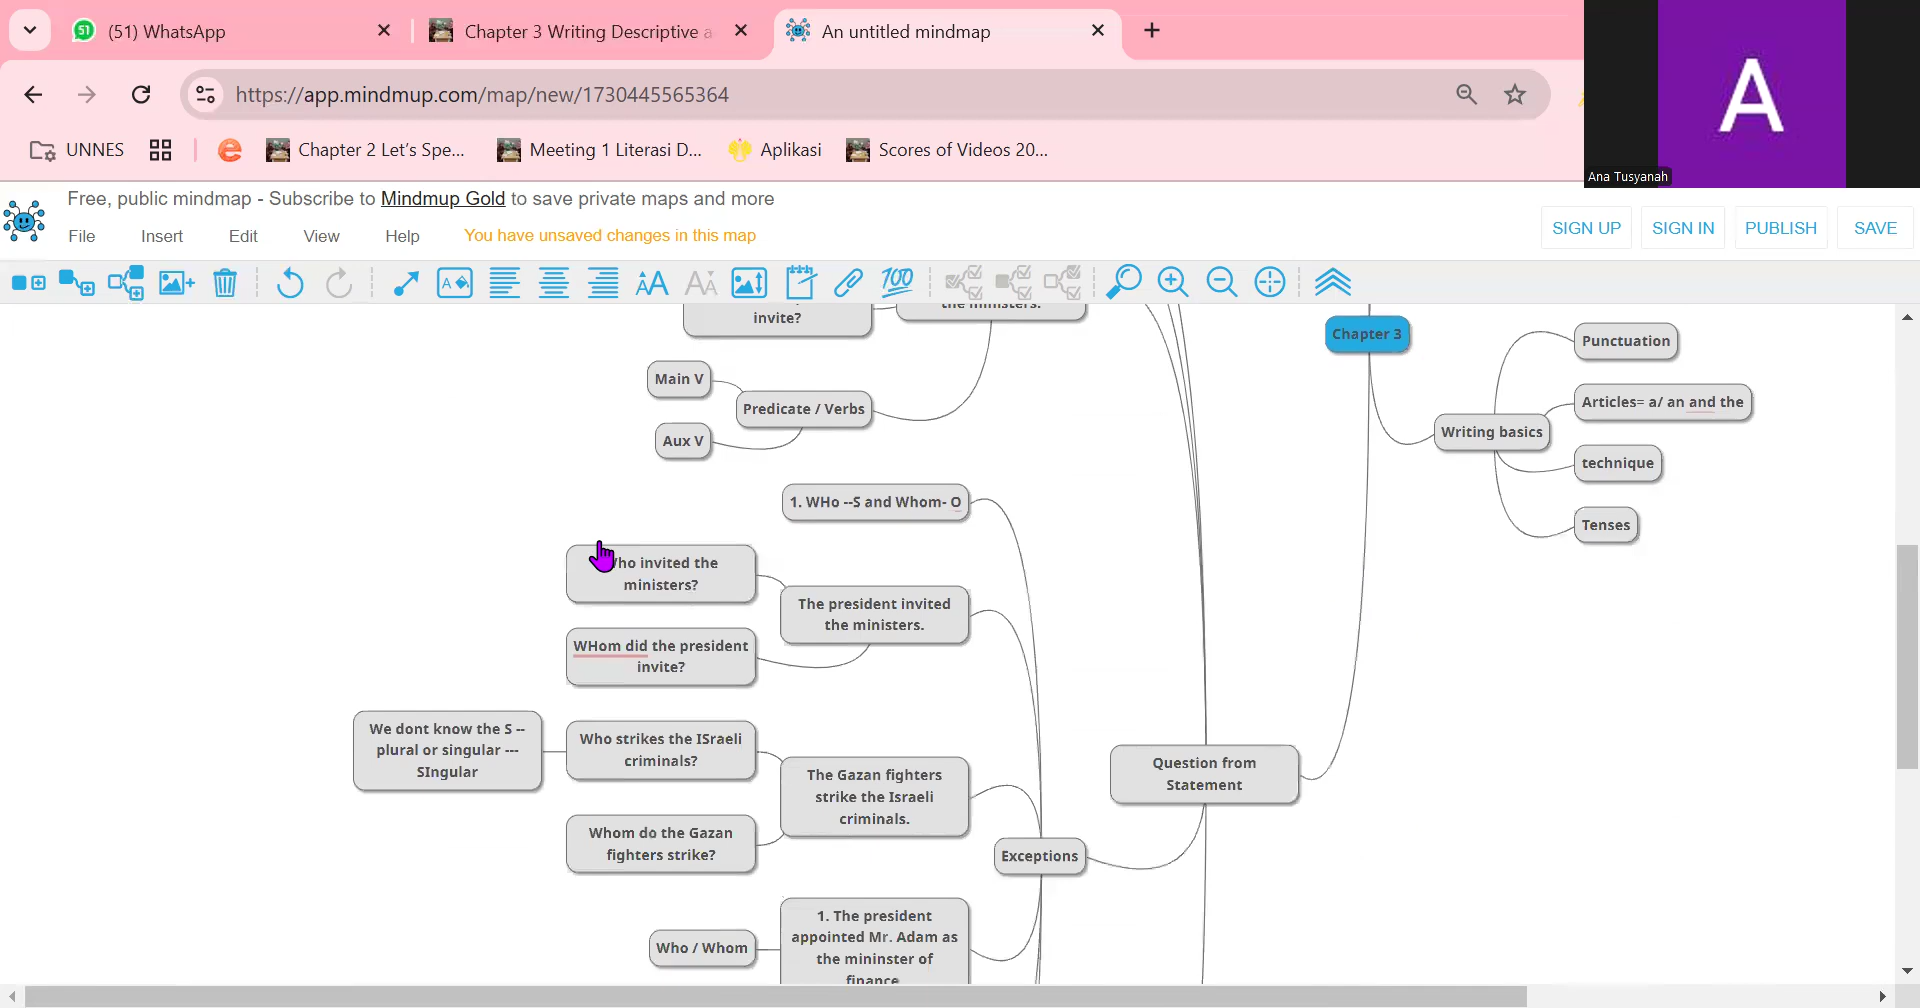 (51) WhatsApp
Chapter 3 Writing Descriptive a
An untitled mindmap
https://app.mindmup.com/map/new/1730445565364
UNNES
Chapter 2 Let's Spe...
Meeting 1 Literasi D...
Aplikasi
Scores of Videos 20...
A
Ana Tusyanah
Free, public mindmap - Subscribe to Mindmup Gold to save private maps and more
File
Insert
Edit
View
Help
You have unsaved changes in this map
SIGN UP
SIGN IN
PUBLISH
SAVE
invite?
the ministers.
Main V
Predicate / Verbs
Aux V
1. WHo --S and Whom- O
Who invited the
ministers?
The president invited
the ministers.
WHom did the president
invite?
We dont know the S --
plural or singular ---
SIngular
Who strikes the ISraeli
criminals?
The Gazan fighters
strike the Israeli
criminals.
Whom do the Gazan
fighters strike?
Exceptions
Who / Whom
1. The president
appointed Mr. Adam as
the mininster of
finance
Question from
Statement
Chapter 3
Writing basics
Punctuation
Articles= a/ an and the
technique
Tenses